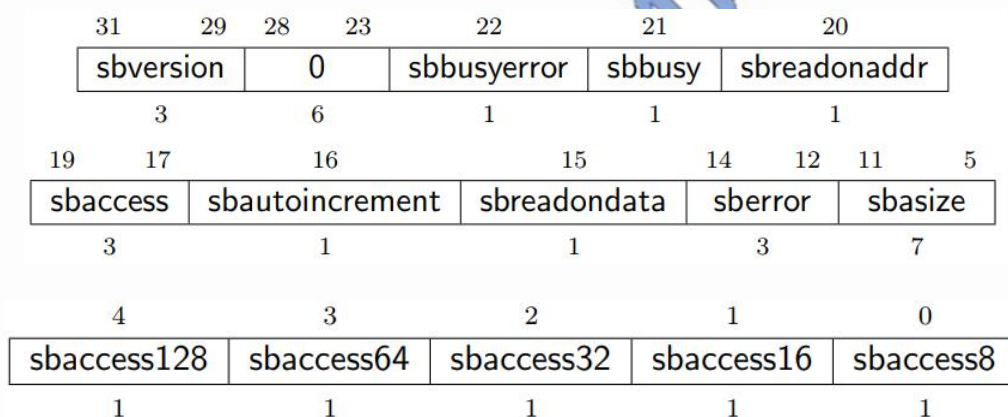 31 29 28 23 22 21 20
sbversion 0 sbbusyerror sbbusy sbreadonaddr
3 6 1 1 1
19 17 16 15 14 12 11 5
sbaccess sbautoincrement sbreadondata sberror sbasize
3 1 1 3 7
4 3 2 1 0
sbaccess128 sbaccess64 sbaccess32 sbaccess16 sbaccess8
1 1 1 1 1